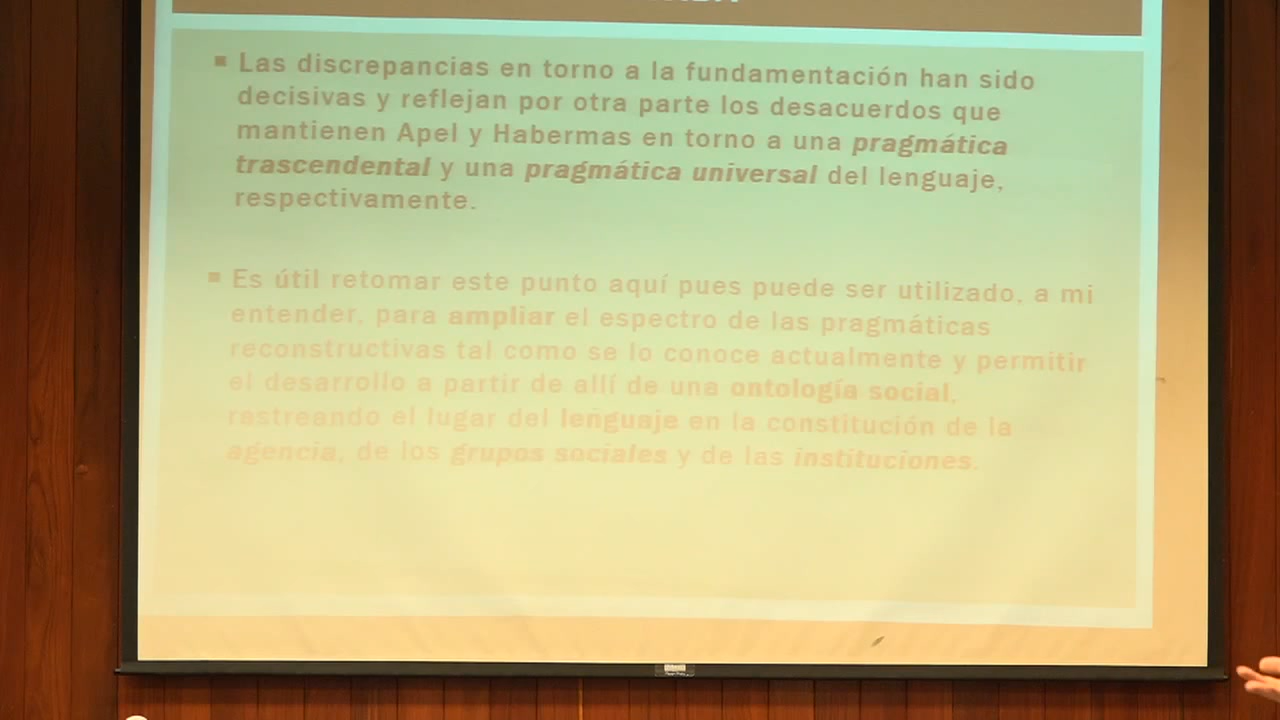 ▪ Las discrepancias en torno a la fundamentación han sido
decisivas y reflejan por otra parte los desacuerdos que
mantienen Apel y Habermas en torno a una pragmática
trascendental y una pragmática universal del lenguaje,
respectivamente.
▪ Es útil retomar este punto aquí pues puede ser utilizado, a mi
entender, para ampliar el espectro de las pragmáticas
reconstructivas tal como se lo conoce actualmente y permitir
el desarrollo a partir de allí de una ontología social,
rastreando el lugar del lenguaje en la constitución de la
agencia, de los grupos sociales y de las instituciones.